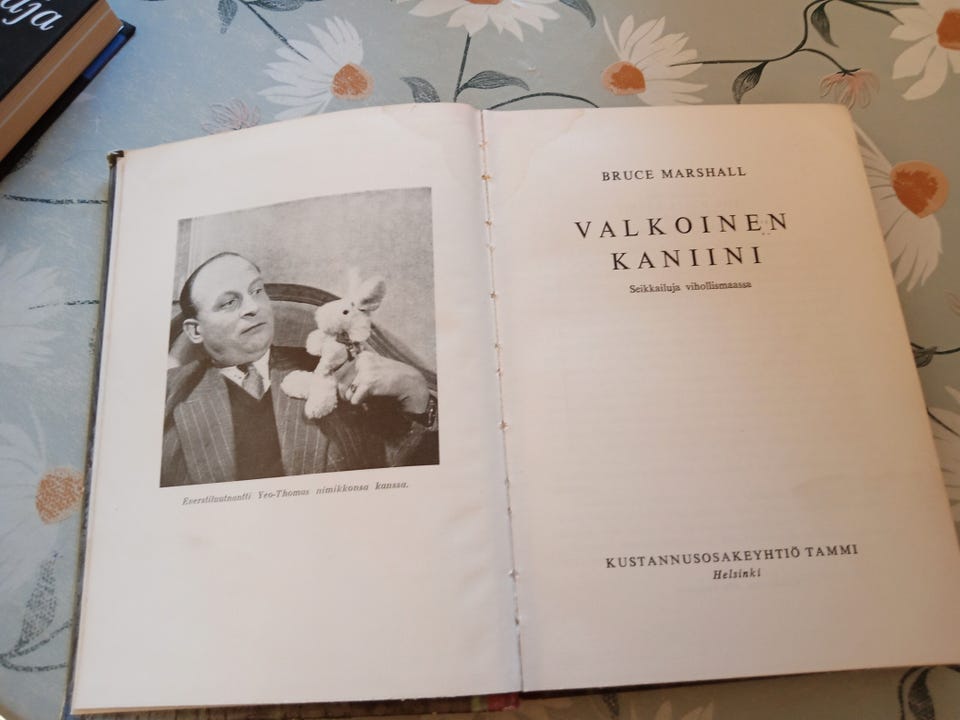 Everstiluutnantti Yeo-Thomas nimikkonsa kanssa.
BRUCE MARSHALL
VALKOINEN
KANIINI
Seikkailuja vihollismaassa
KUSTANNUSOSAKEYHTIÖ TAMMI
Helsinki